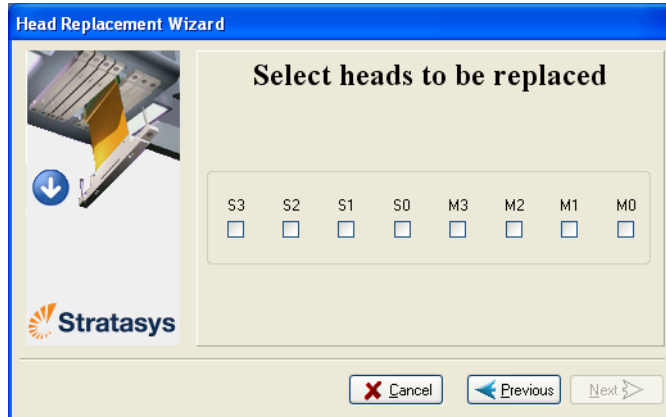 Head Replacement Wizard
Select heads to be replaced
S3 S2 S1 S0 M3 M2 M1 M0
Stratasys
Cancel Previous Next